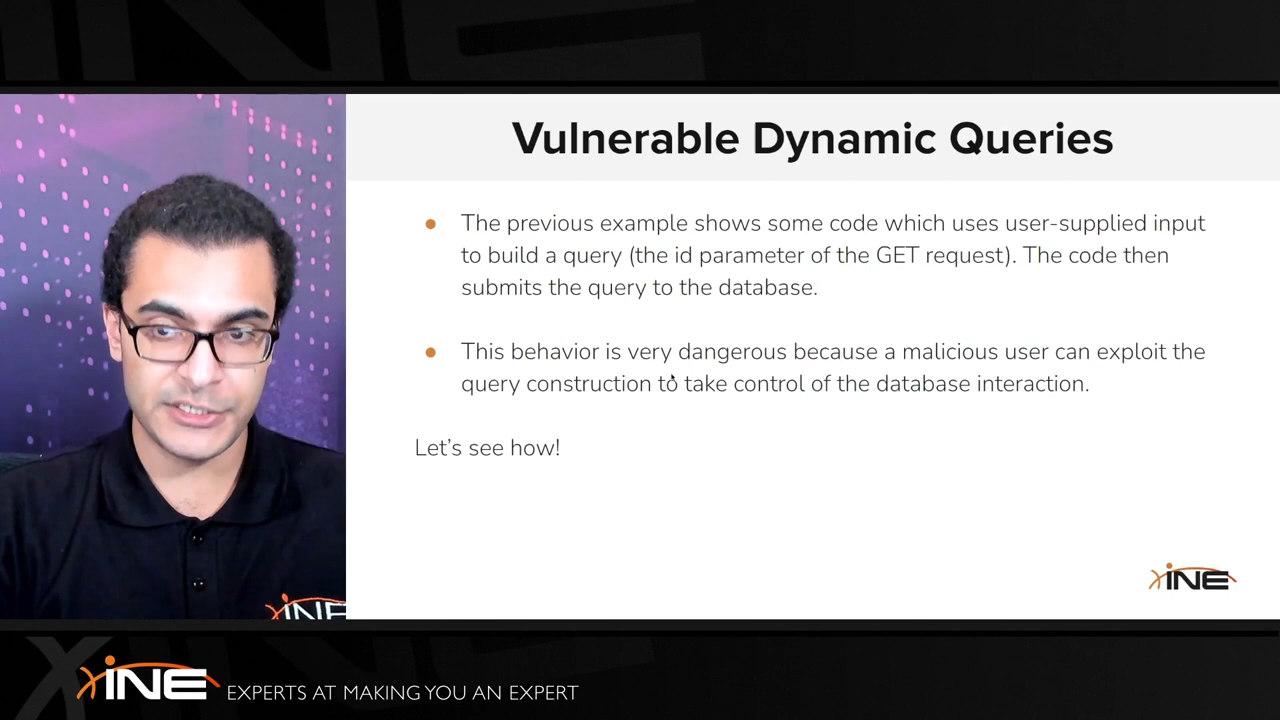 Vulnerable Dynamic Queries
● The previous example shows some code which uses user-supplied input
to build a query (the id parameter of the GET request). The code then
submits the query to the database.
● This behavior is very dangerous because a malicious user can exploit the
query construction to take control of the database interaction.
Let's see how!
INE
INE
INE EXPERTS AT MAKING YOU AN EXPERT